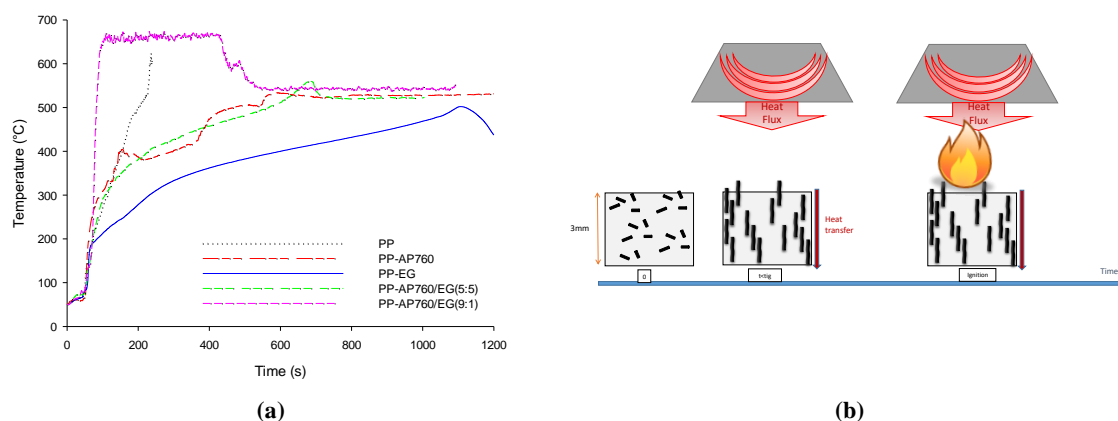 700
600
500
400
300
200
100
0
Temperature (°C)
0
200
400
600
800
1000
1200
Time (s)
PP
PP-AP760
PP-EG
PP-AP760/EG(5:5)
PP-AP760/EG(9:1)
(a)
Heat
Flux
Heat
Flux
3mm
Heat
transfer
0
t<tig
Ignition
Time
(b)